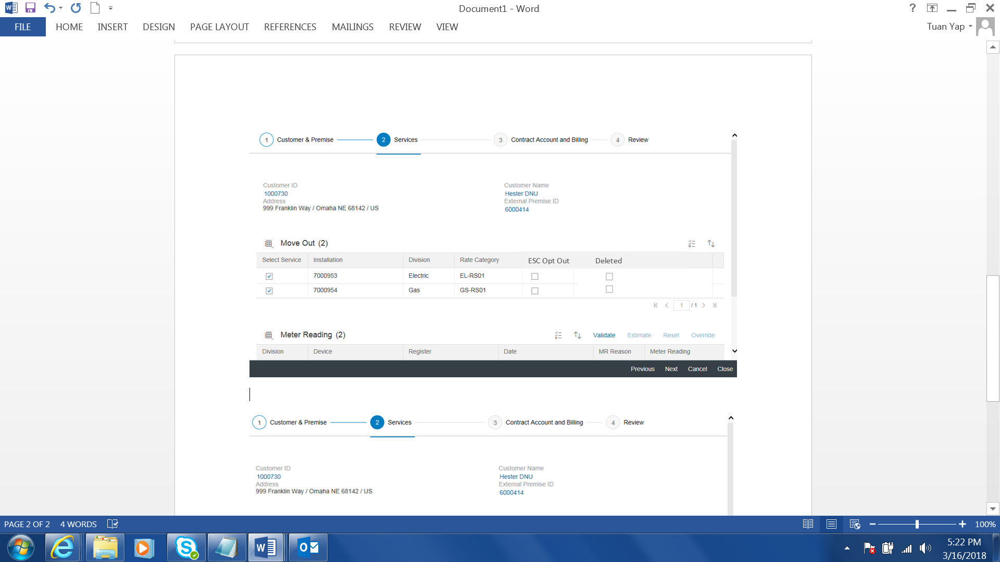 Document1 - Word
FILE HOME INSERT DESIGN PAGE LAYOUT REFERENCES MAILINGS REVIEW VIEW
Tuan Yap
1 Customer & Premise 2 Services 3 Contract Account and Billing 4 Review
Customer ID Customer Name
1000730 Hester DNU
Address External Premise ID
999 Franklin Way / Omaha NE 68142 / US 6000414
Move Out (2)
Select Service Installation Division Rate Category ESC Opt Out Deleted
7000953 Electric EL-RS01
7000954 Gas GS-RS01
1 / 1
Meter Reading (2) Validate Estimate Reset Override
Division Device Register Date MR Reason Meter Reading
Previous Next Cancel Close
1 Customer & Premise 2 Services 3 Contract Account and Billing 4 Review
Customer ID Customer Name
1000730 Hester DNU
Address External Premise ID
999 Franklin Way / Omaha NE 68142 / US 6000414
PAGE 2 OF 2 4 WORDS 100%
5:22 PM
3/16/2018